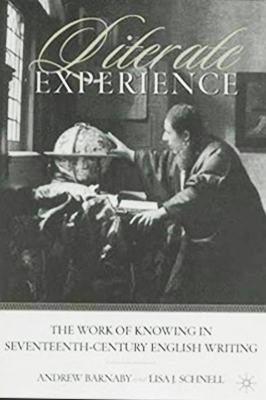 Literate
EXPERIENCE
THE WORK OF KNOWING IN
SEVENTEENTH-CENTURY ENGLISH WRITING
ANDREW BARNABY and LISA J. SCHNELL